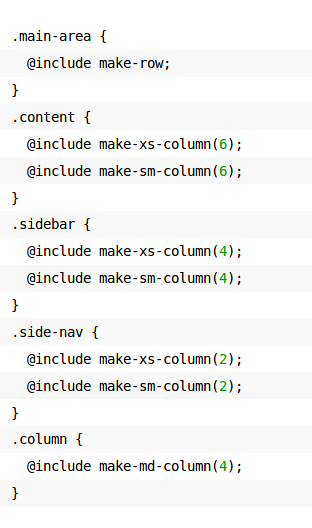 .main-area {
  @include make-row;
}
.content {
  @include make-xs-column(6);
  @include make-sm-column(6);
}
.sidebar {
  @include make-xs-column(4);
  @include make-sm-column(4);
}
.side-nav {
  @include make-xs-column(2);
  @include make-sm-column(2);
}
.column {
  @include make-md-column(4);
}